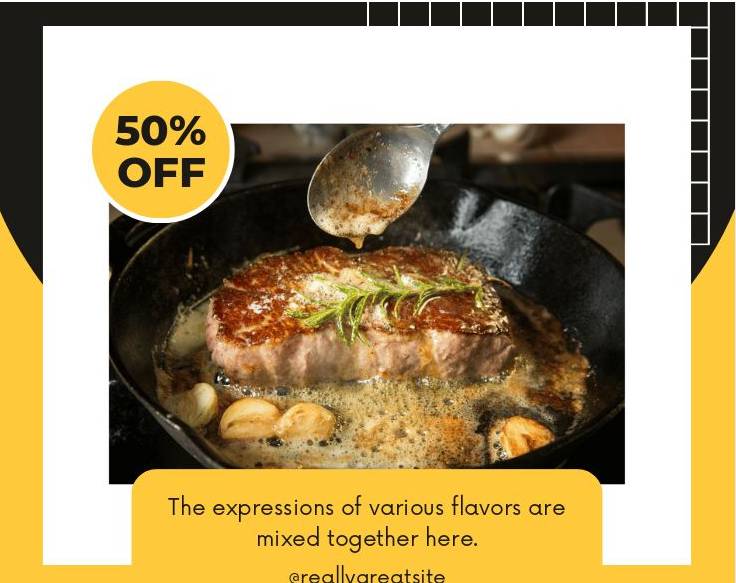 50%
OFF
The expressions of various flavors are
mixed together here.
@reallygreatsite